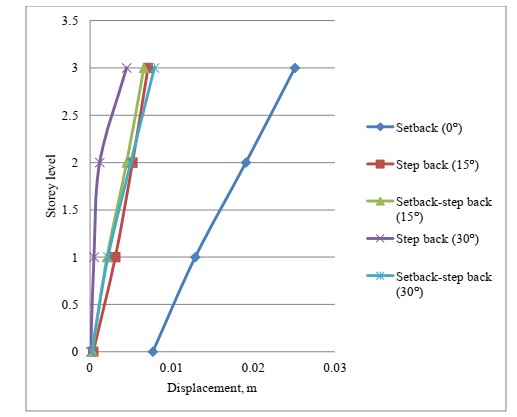 3.5
3
2.5
2
1.5
1
0.5
0
Storey level
0
0.01
0.02
0.03
Displacement, m
Setback (0°)
Step back (15°)
Setback-step back
(15°)
Step back (30°)
Setback-step back
(30°)